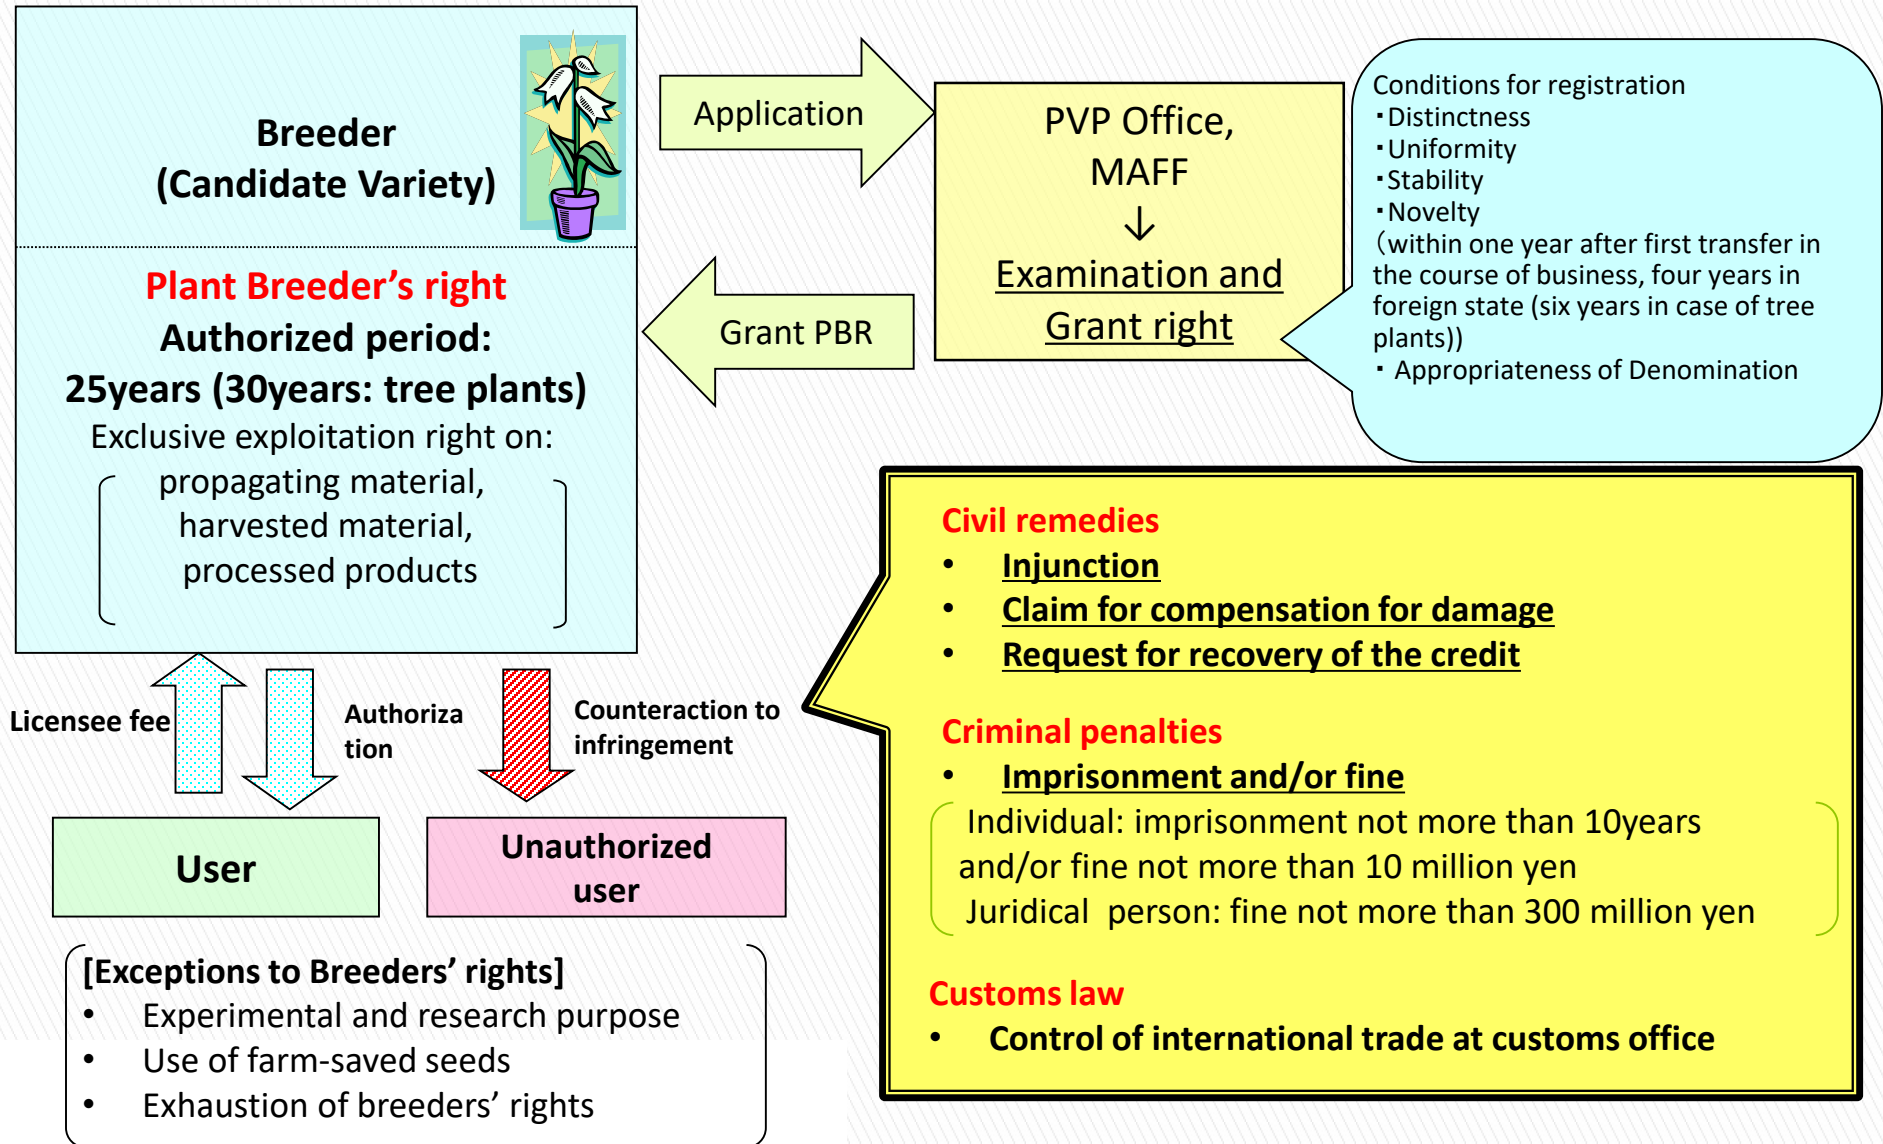 Breeder
(Candidate Variety)
Plant Breeder’s right
Authorized period:
25years (30years: tree plants)
Exclusive exploitation right on:
propagating material,
harvested material,
processed products
Application
Grant PBR
PVP Office,
MAFF
↓
Examination and
Grant right
Conditions for registration
・Distinctness
・Uniformity
・Stability
・Novelty
（within one year after first transfer in
the course of business, four years in
foreign state (six years in case of tree
plants))
・ Appropriateness of Denomination
Licensee fee
Authoriza
tion
Counteraction to
infringement
User
Unauthorized
user
[Exceptions to Breeders’ rights]
• Experimental and research purpose
• Use of farm-saved seeds
• Exhaustion of breeders’ rights
Civil remedies
• Injunction
• Claim for compensation for damage
• Request for recovery of the credit
Criminal penalties
• Imprisonment and/or fine
Individual: imprisonment not more than 10years
and/or fine not more than 10 million yen
Juridical  person: fine not more than 300 million yen
Customs law
• Control of international trade at customs office